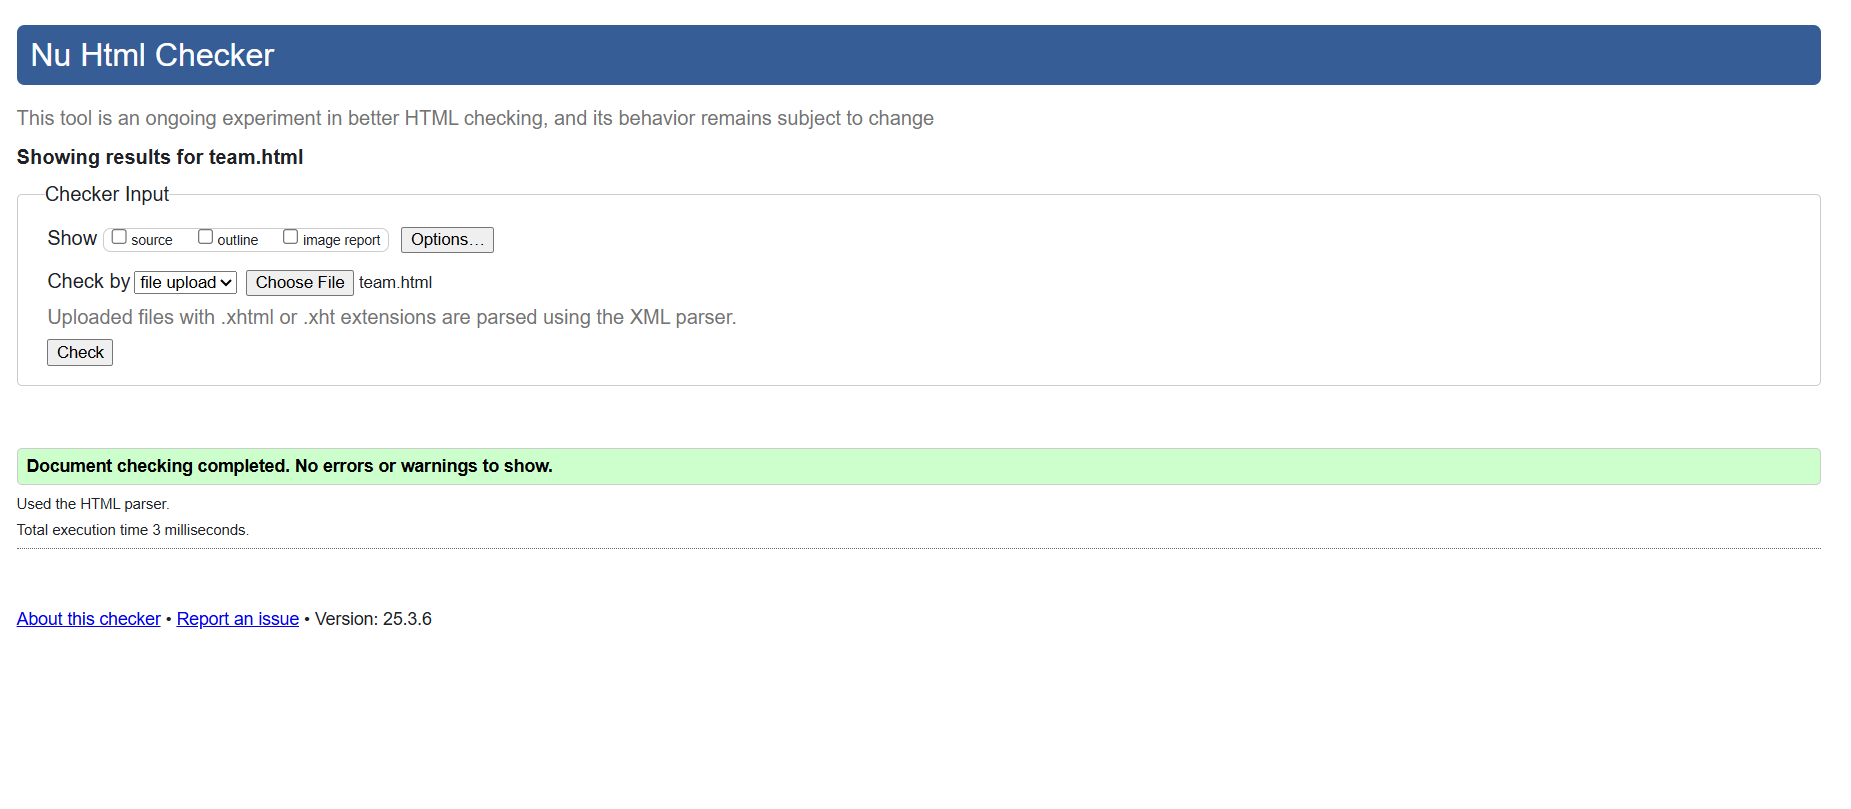 Nu Html Checker
This tool is an ongoing experiment in better HTML checking, and its behavior remains subject to change
Showing results for team.html
Checker Input
Show source outline image report Options…
Check by file upload Choose File team.html
Uploaded files with .xhtml or .xht extensions are parsed using the XML parser.
Check
Document checking completed. No errors or warnings to show.
Used the HTML parser.
Total execution time 3 milliseconds.
About this checker • Report an issue • Version: 25.3.6